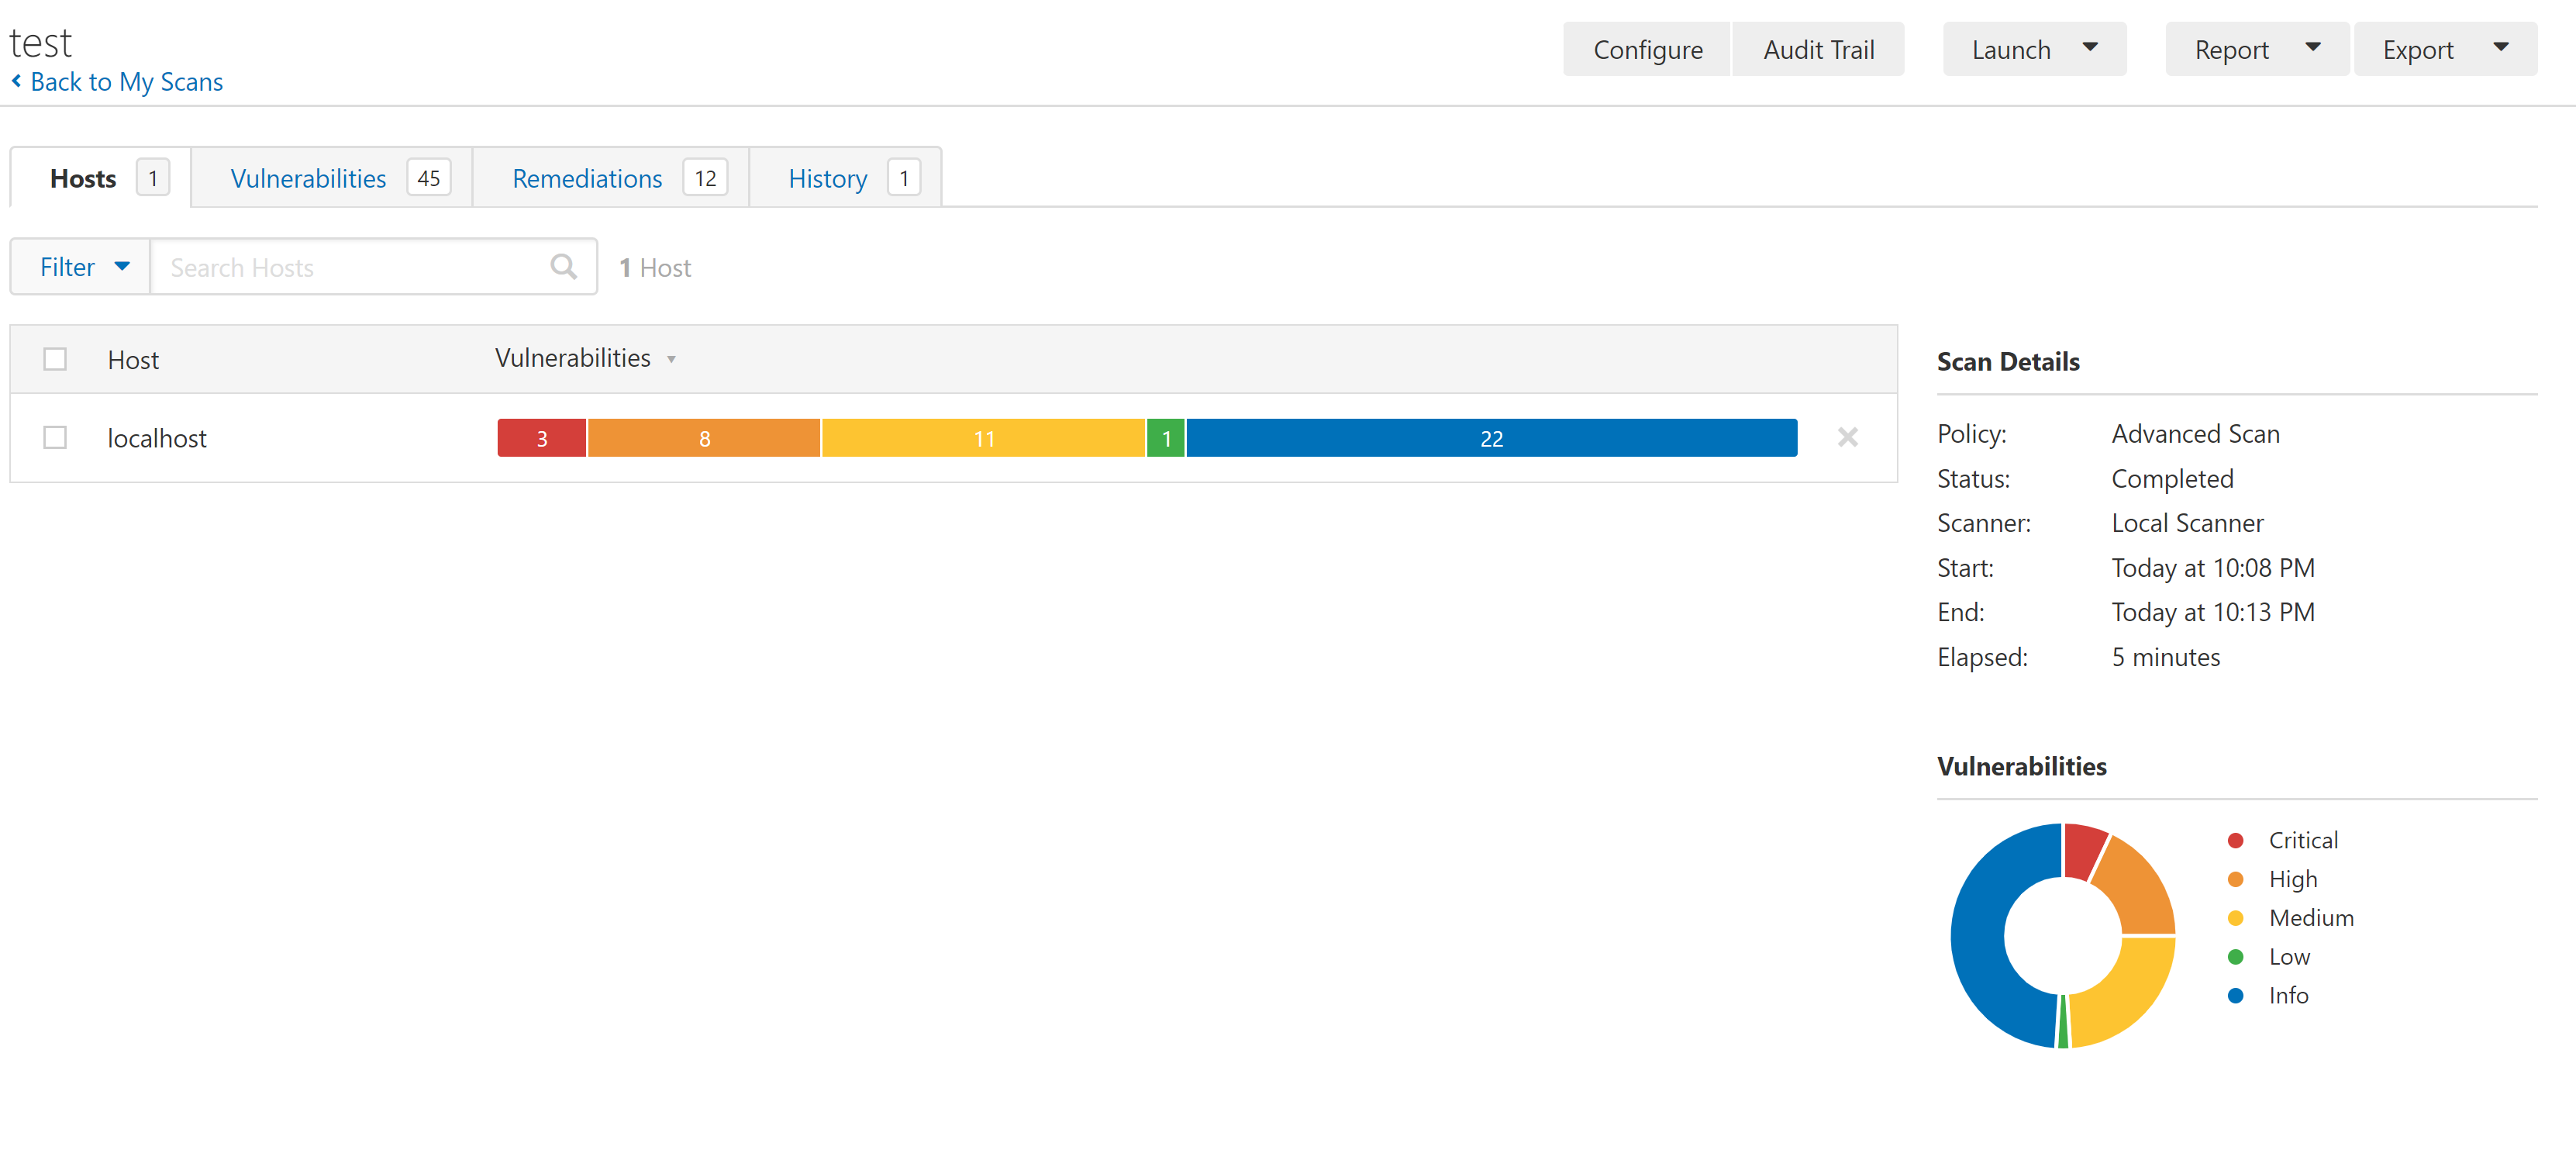 test
Back to My Scans
Configure
Audit Trail
Launch
Report
Export
Hosts 1
Vulnerabilities 45
Remediations 12
History 1
Filter
Search Hosts
1 Host
Host
Vulnerabilities
localhost
3
8
11
1
22
Scan Details
Policy: Advanced Scan
Status: Completed
Scanner: Local Scanner
Start: Today at 10:08 PM
End: Today at 10:13 PM
Elapsed: 5 minutes
Vulnerabilities
Critical
High
Medium
Low
Info